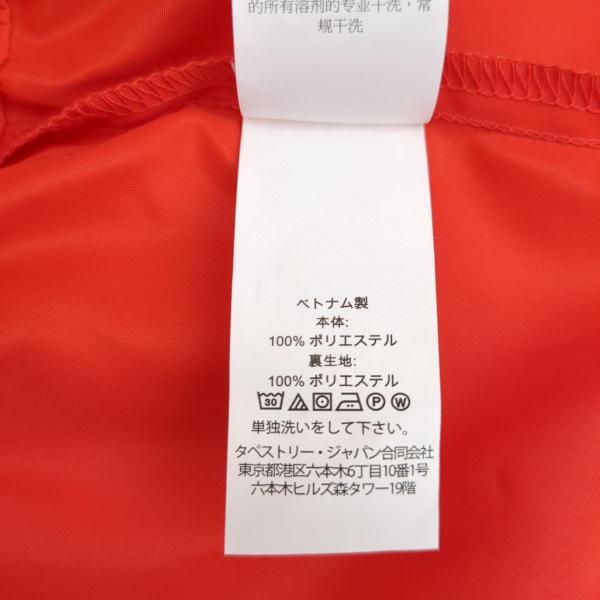 的所有溶剂的专业干洗，常
规干洗
ベトナム製
本体:
100% ポリエステル
裏生地:
100% ポリエステル
30 P W
単独洗いをして下さい。
タペストリー・ジャパン合同会社
東京都港区六本木6丁目10番1号
六本木ヒルズ森タワー19階